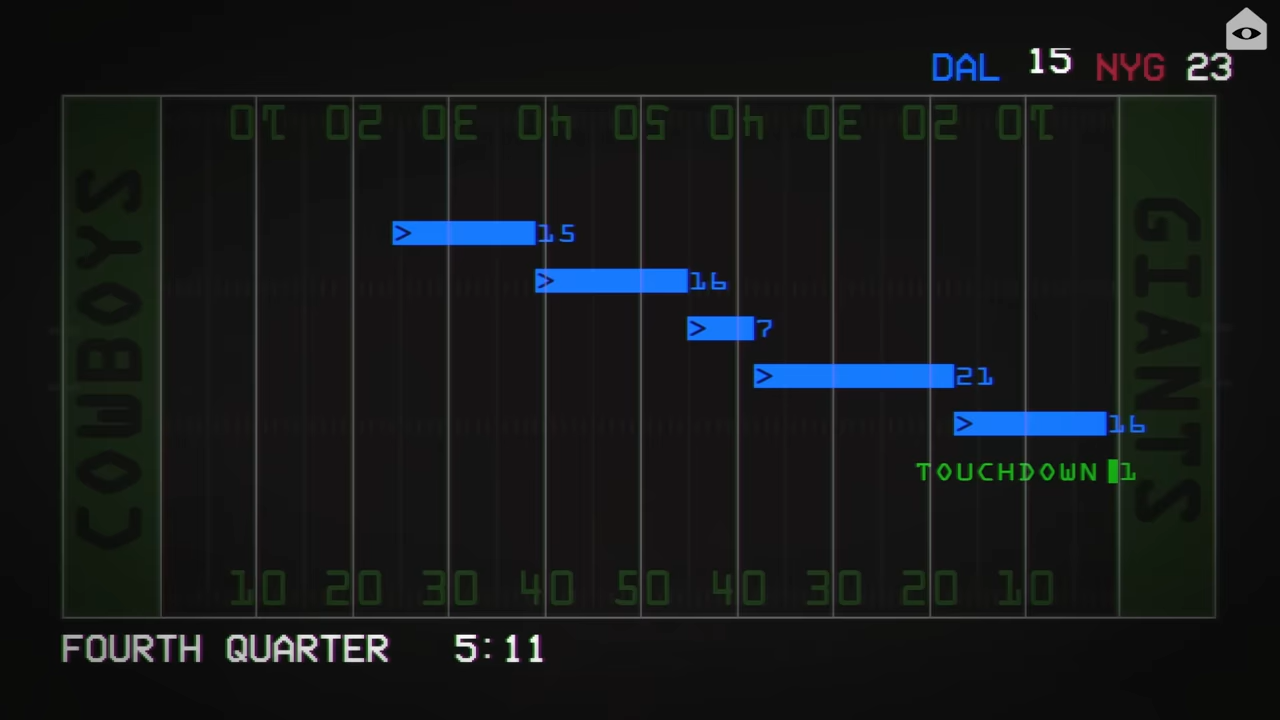 DAL 15 NYG 23
10 20 30 40 50 40 30 20 10
COWBOYS
GIANTS
> 15
> 16
> 7
> 21
> 16
TOUCHDOWN 1
10 20 30 40 50 40 30 20 10
FOURTH QUARTER 5:11